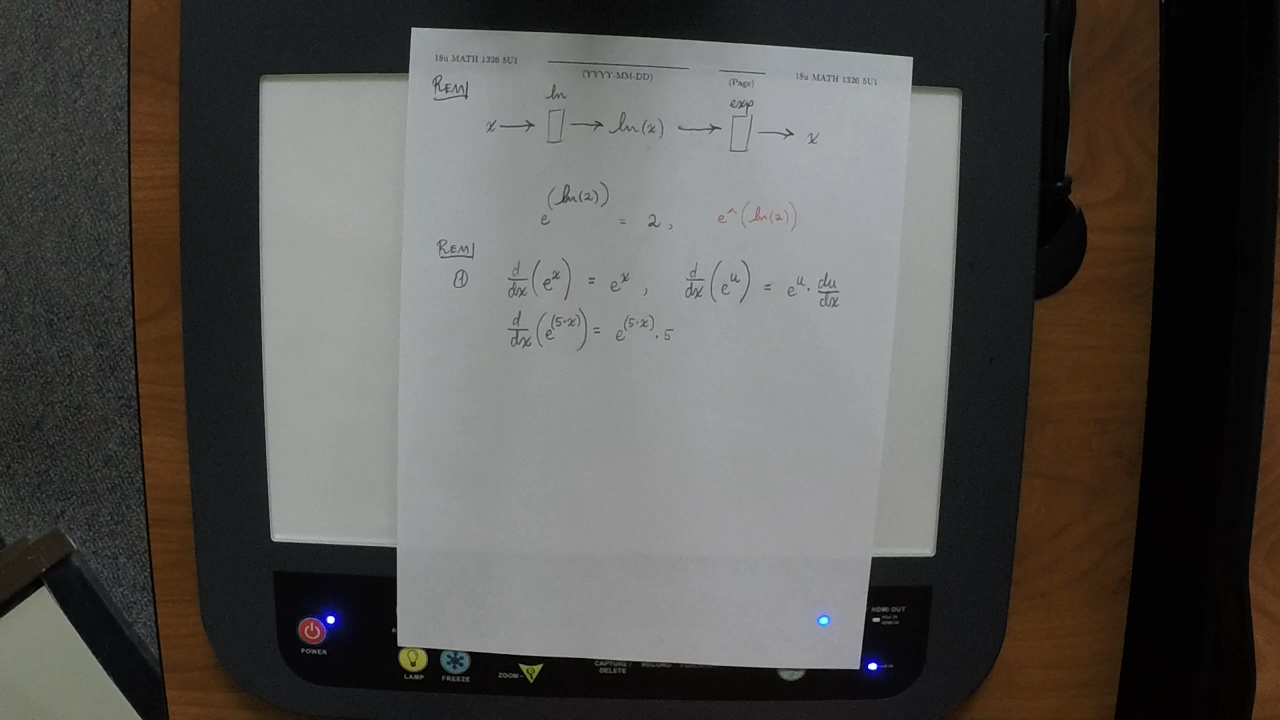 18u MATH 1326 5U1 (YYYY-MM-DD) (Page) 18u MATH 1326 5U1
REM
ln exp
x → → ln(x) → → x
e^(ln(2)) = 2, e^(ln(2))
REM
① d/dx(e^x) = e^x, d/dx(e^u) = e^u · du/dx
d/dx(e^(5·x)) = e^(5·x) · 5
HDMI OUT
POWER
LAMP FREEZE ZOOM CAPTURE/
DELETE RECORD